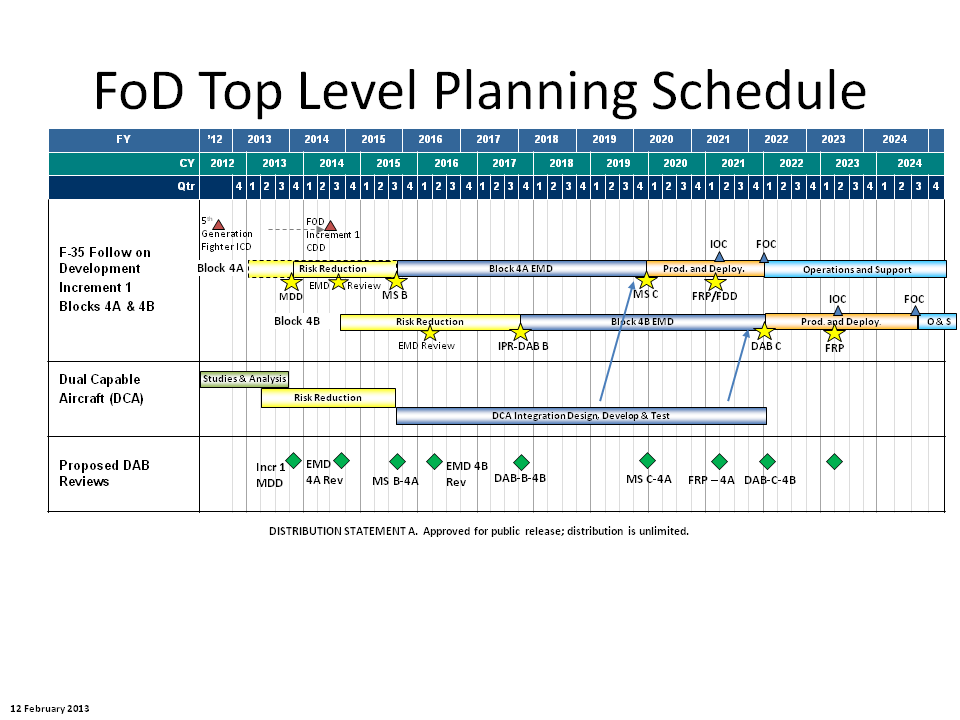 FoD Top Level Planning Schedule
FY '12 2013 2014 2015 2016 2017 2018 2019 2020 2021 2022 2023 2024
CY 2012 2013 2014 2015 2016 2017 2018 2019 2020 2021 2022 2023 2024
Qtr 4 1 2 3 4 1 2 3 4 1 2 3 4 1 2 3 4 1 2 3 4 1 2 3 4 1 2 3 4 1 2 3 4 1 2 3 4 1 2 3 4 1 2 3 4 1 2 3 4
F-35 Follow on
Development
Increment 1
Blocks 4A & 4B
5th
Generation
Fighter ICD
FOD
Increment 1
CDD
IOC FOC
Block 4A Risk Reduction Block 4A EMD Prod. and Deploy. Operations and Support
EMD Review
MDD MS B MS C FRP/FDD
IOC FOC
Block 4B Risk Reduction Block 4B EMD Prod. and Deploy. O & S
EMD Review IPR-DAB B DAB C FRP
Dual Capable
Aircraft (DCA)
Studies & Analysis
Risk Reduction
DCA Integration Design, Develop & Test
Proposed DAB
Reviews
Incr 1
MDD
EMD
4A Rev
MS B-4A
EMD 4B
Rev
DAB-B-4B
MS C-4A
FRP – 4A
DAB-C-4B
DISTRIBUTION STATEMENT A. Approved for public release; distribution is unlimited.
12 February 2013